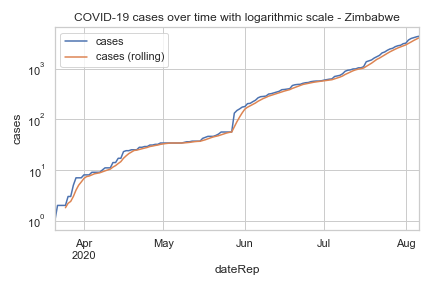 COVID-19 cases over time with logarithmic scale - Zimbabwe
cases
cases (rolling)
10³
10²
10¹
10⁰
cases
Apr
2020
May
Jun
Jul
Aug
dateRep